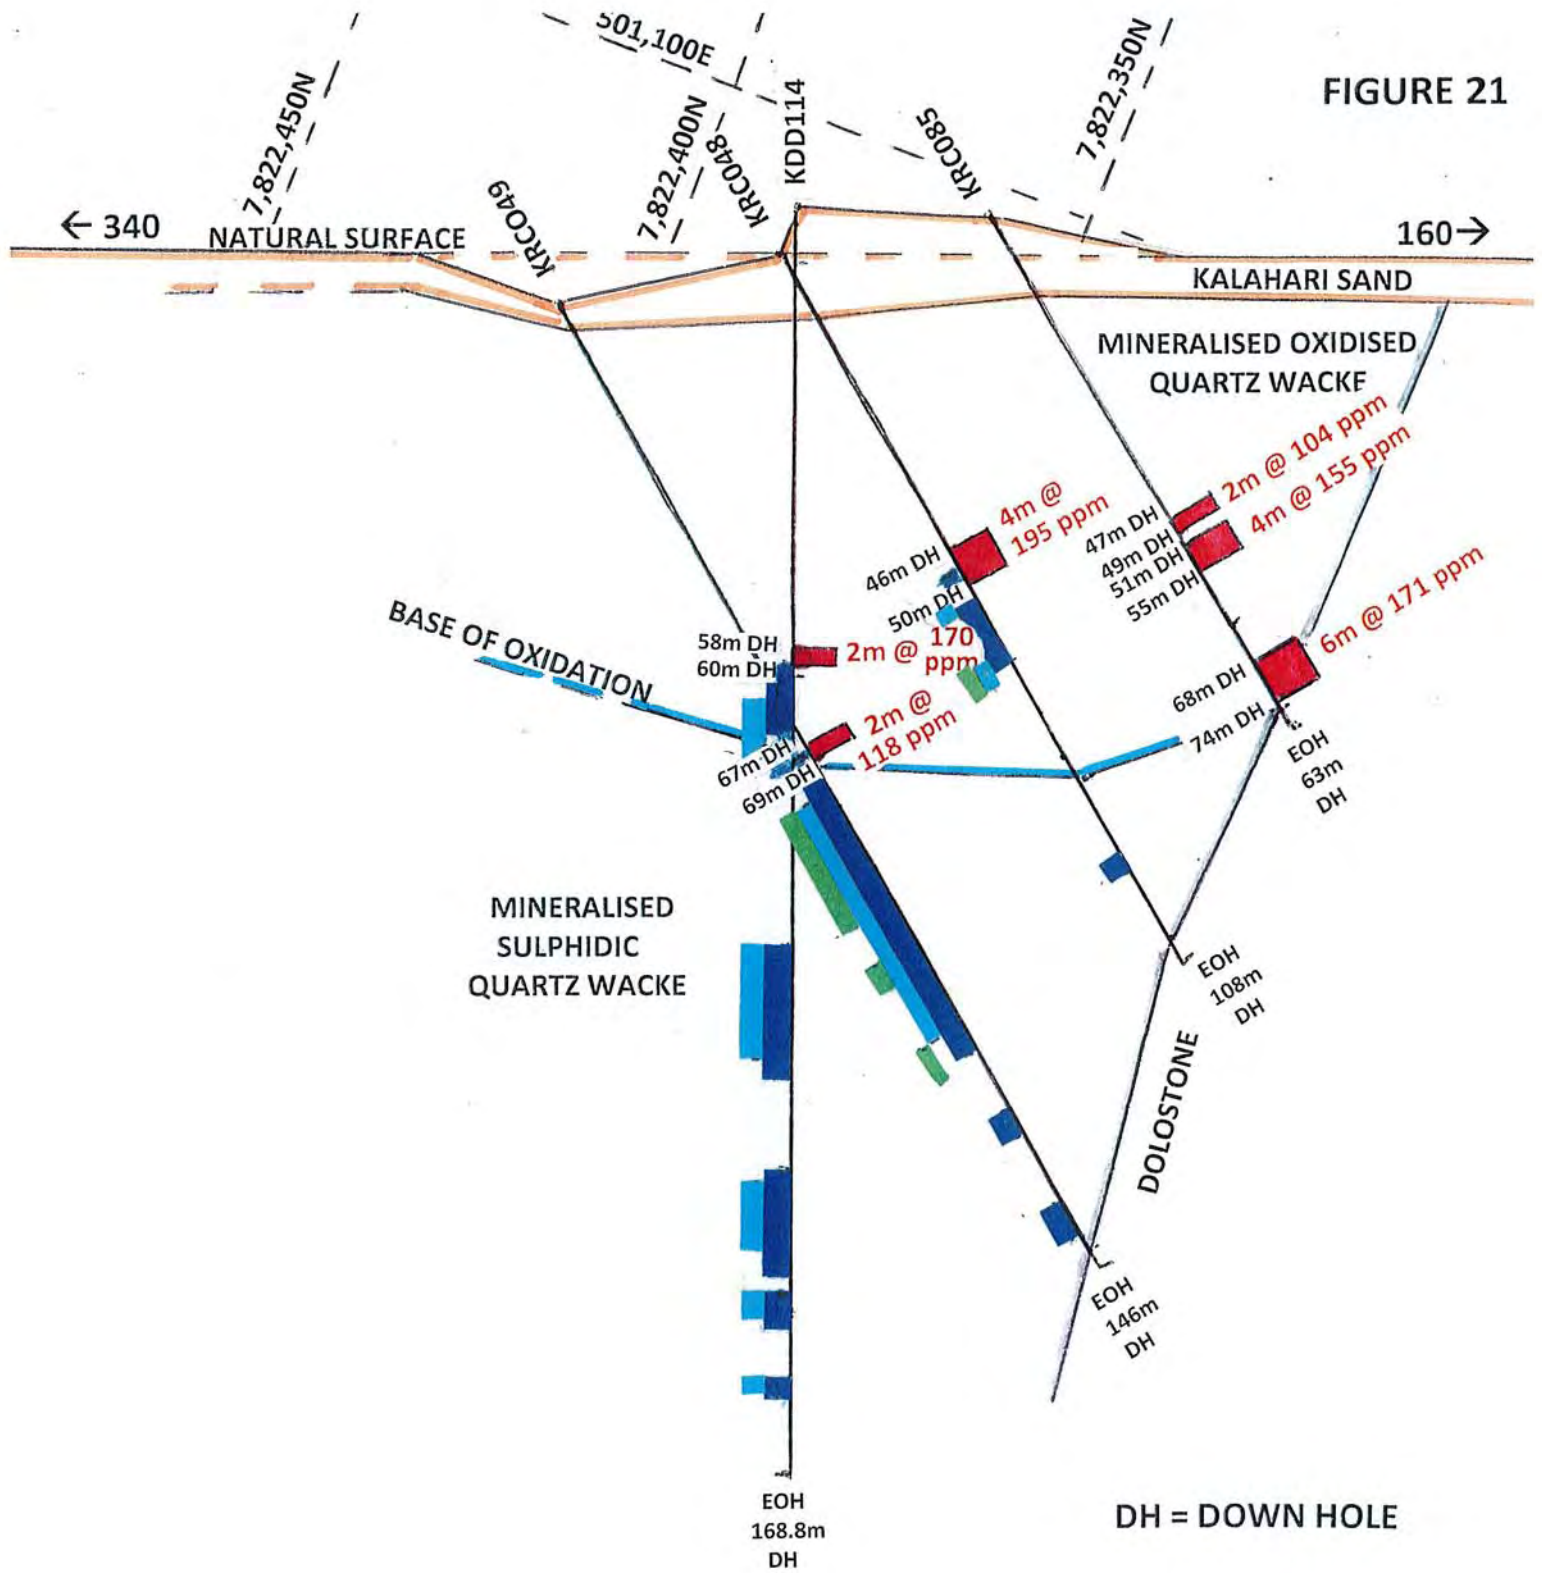 501,100E
FIGURE 21
7,822,450N
7,822,400N
KRC048
KDD114
KRC085
7,822,350N
KRC049
← 340
NATURAL SURFACE
160→
KALAHARI SAND
MINERALISED OXIDISED
QUARTZ WACKE
2m @ 104 ppm
4m @ 155 ppm
47m DH
49m DH
51m DH
55m DH
4m @
195 ppm
46m DH
50m DH
6m @ 171 ppm
68m DH
74m DH
EOH
63m
DH
BASE OF OXIDATION
58m DH
60m DH
2m @ 170
ppm
2m @
118 ppm
67m DH
69m DH
MINERALISED
SULPHIDIC
QUARTZ WACKE
EOH
108m
DH
DOLOSTONE
EOH
146m
DH
EOH
168.8m
DH
DH = DOWN HOLE